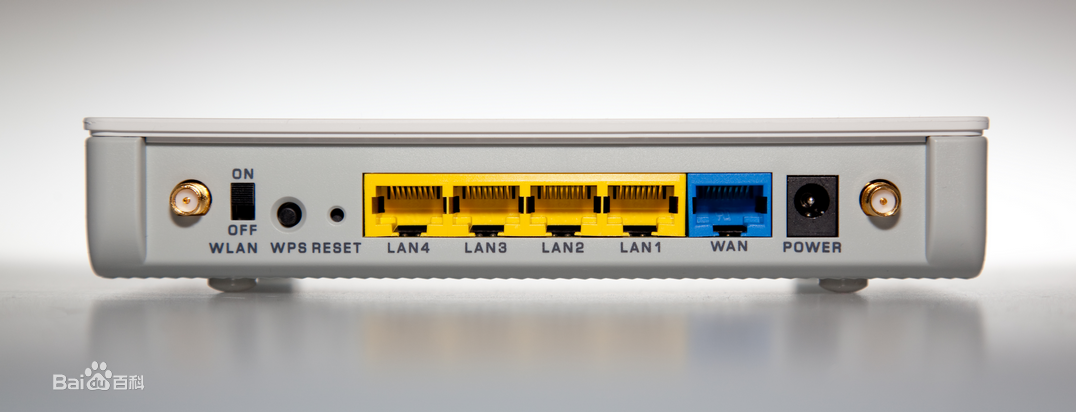 ON
OFF
WLAN
WPS RESET
LAN4 LAN3 LAN2 LAN1
WAN
POWER
Baidu百科